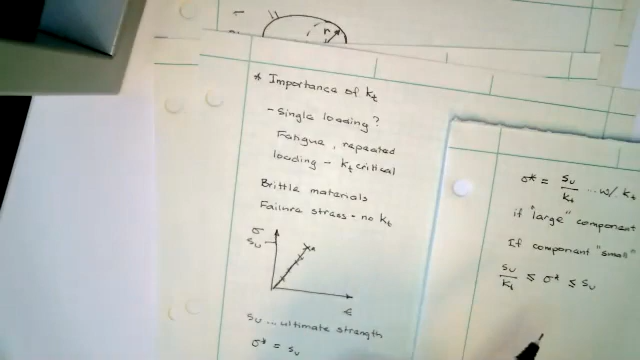 r
* Importance of Kt
- Single loading?
Fatigue, repeated
loading - Kt critical
Brittle materials
Failure stress - no Kt
σ
Su
ε
Su ... ultimate strength
σ* = Su
σ* = Su/Kt ... w/ Kt
if "large" component
If component "small"
Su/Kt ≤ σ* ≤ Su